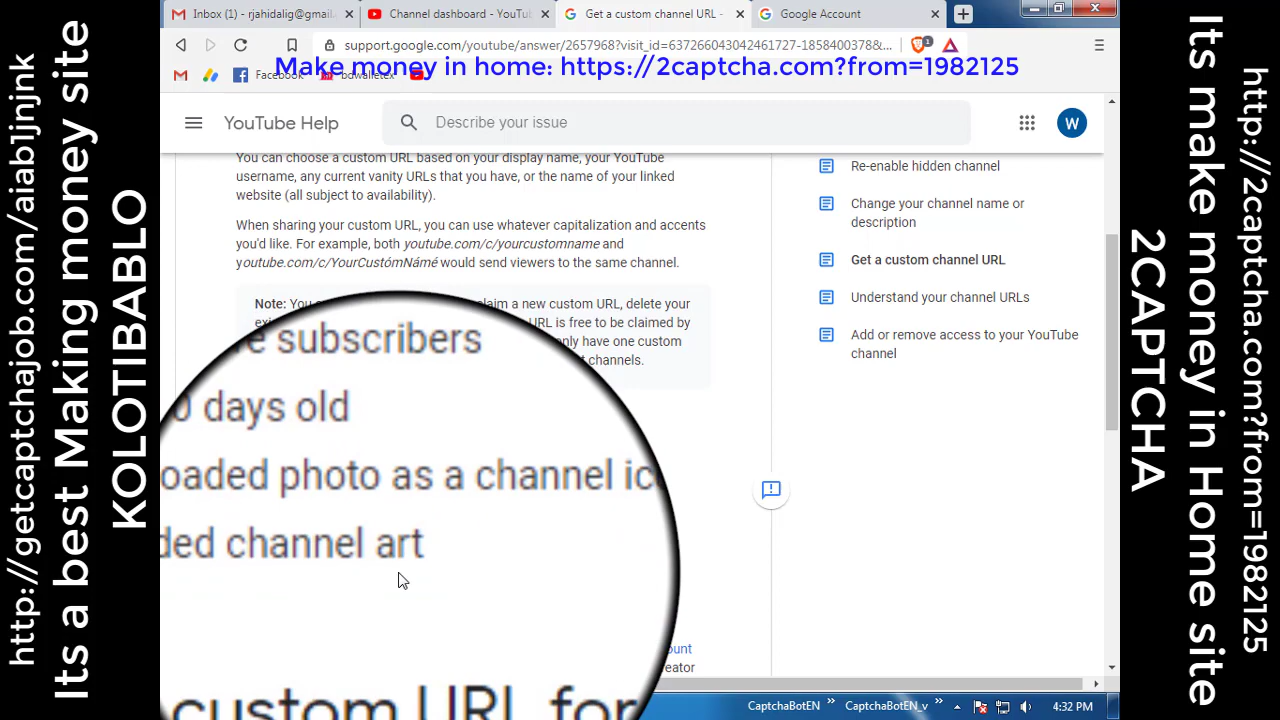 http://getcaptchajob.com/aiabljnjnk
Its a best Making money site
KOLOTIBABLO
Inbox (1) - rjahidalig@gmail.
Channel dashboard - YouTu
Get a custom channel URL -
Google Account
support.google.com/youtube/answer/2657968?visit_id=637266043042461727-1858400378&...
1
Facebook
Make money in home: https://2captcha.com?from=1982125
YouTube Help
Describe your issue
W
You can choose a custom URL based on your display name, your YouTube
username, any current vanity URLs that you have, or the name of your linked
website (all subject to availability).
When sharing your custom URL, you can use whatever capitalization and accents
you'd like. For example, both youtube.com/c/yourcustomname and
youtube.com/c/YourCustómNámé would send viewers to the same channel.
Note: You claim a new custom URL, delete your
URL is free to be claimed by
only have one custom
channels.
subscribers
days old
photo as a channel
channel art
custom URL for
Re-enable hidden channel
Change your channel name or
description
Get a custom channel URL
Understand your channel URLs
Add or remove access to your YouTube
channel
CaptchaBotEN
CaptchaBotEN_v
4:32 PM
Its make money in Home site
2CAPTCHA
http://2captcha.com?from=1982125